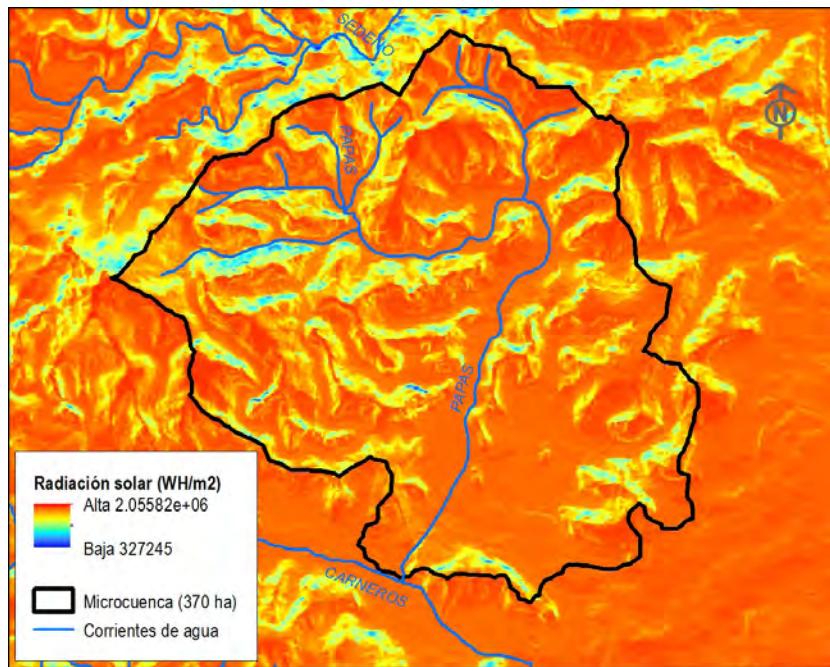 SEDEÑO
N
PAPAS
PAPAS
CARNEROS
Radiación solar (WH/m2)
Alta 2.05582e+06
Baja 327245
Microcuenca (370 ha)
Corrientes de agua